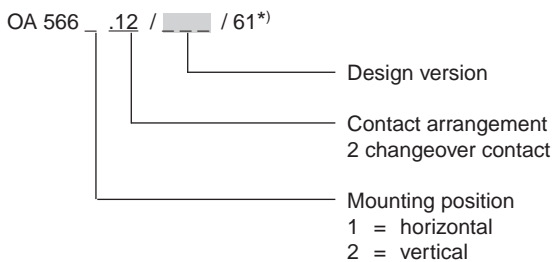 OA 566 _ .12 / _ _ _ / 61*)
Design version
Contact arrangement
2 changeover contact
Mounting position
1 = horizontal
2 = vertical